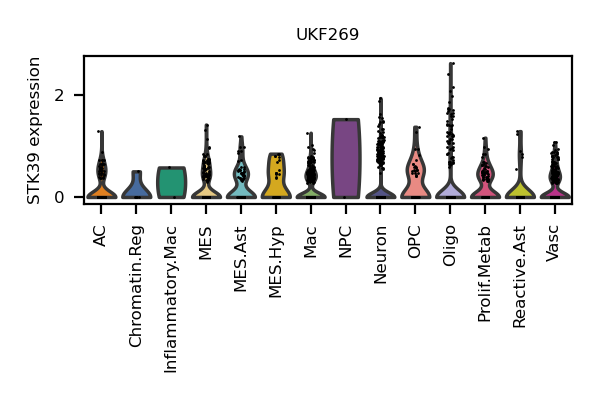 UKF269
STK39 expression
2
0
AC
Chromatin.Reg
Inflammatory.Mac
MES
MES.Ast
MES.Hyp
Mac
NPC
Neuron
OPC
Oligo
Prolif.Metab
Reactive.Ast
Vasc